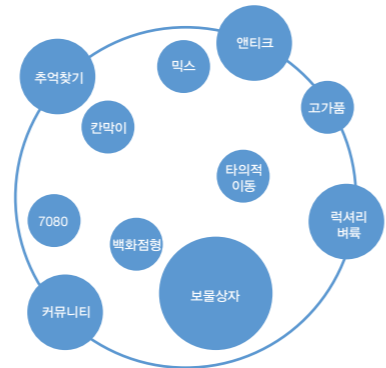 앤티크
믹스
추억찾기
고가품
칸막이
타의적
이동
7080
럭셔리
벼룩
백화점형
보물상자
커뮤니티